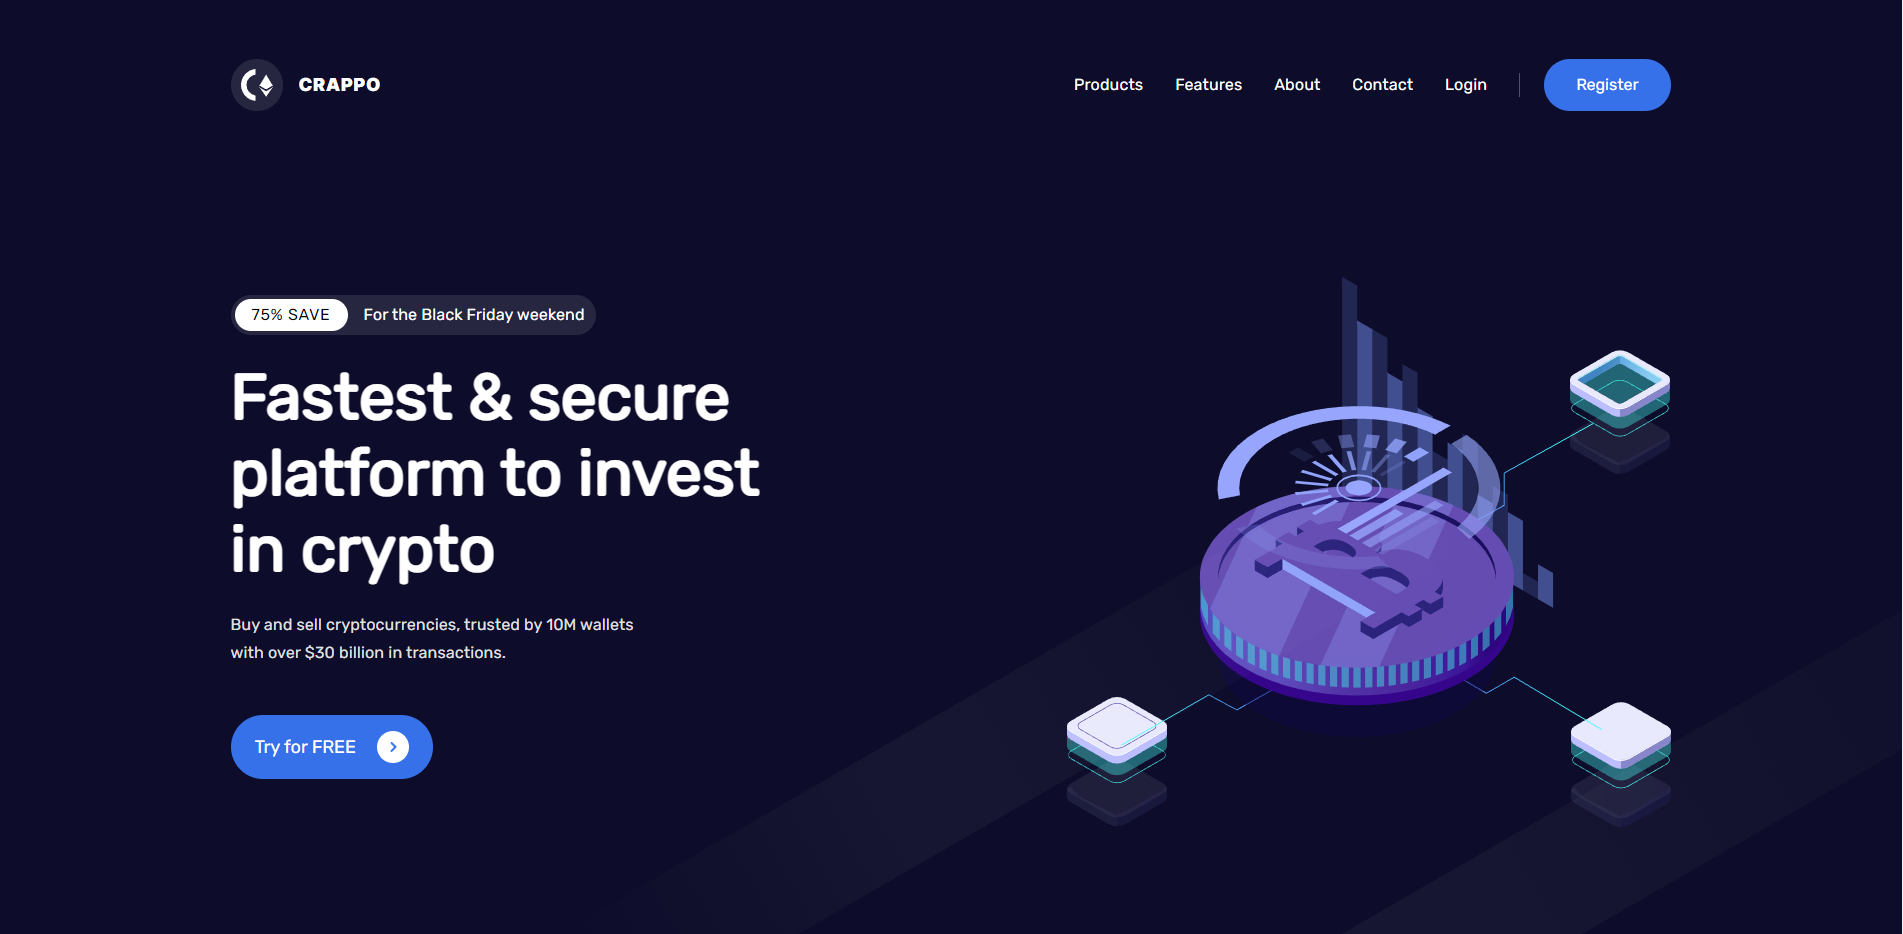 CRAPPO
Products Features About Contact Login Register
75% SAVE For the Black Friday weekend
Fastest & secure
platform to invest
in crypto
Buy and sell cryptocurrencies, trusted by 10M wallets
with over $30 billion in transactions.
Try for FREE